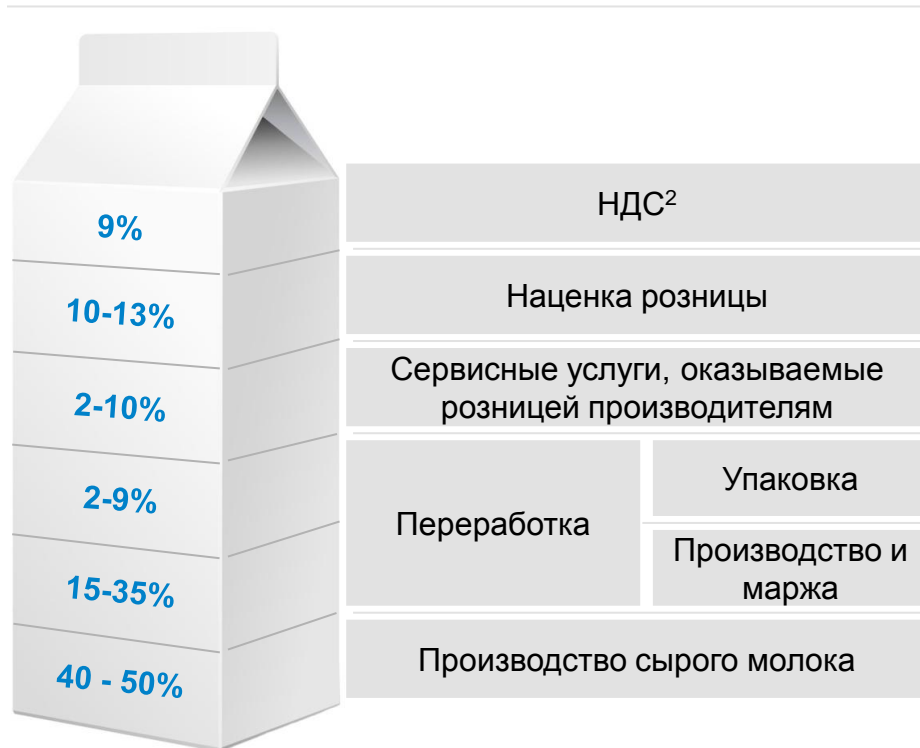 9%
НДС²
10-13%
Наценка розницы
2-10%
Сервисные услуги, оказываемые
розницей производителям
2-9%
Переработка
Упаковка
15-35%
Производство и
маржа
40 - 50%
Производство сырого молока